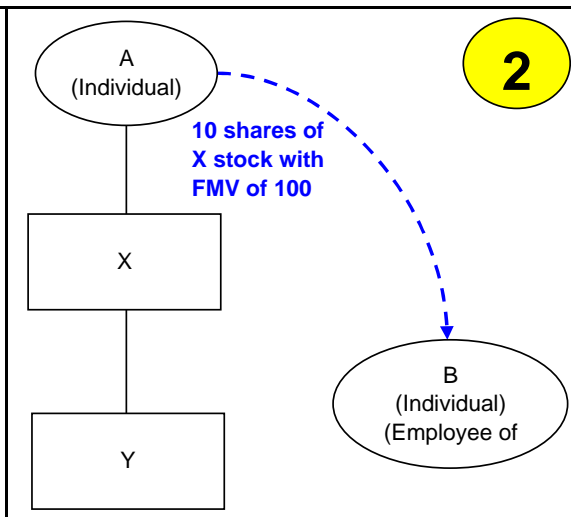 A
(Individual)
2
10 shares of
X stock with
FMV of 100
X
B
(Individual)
(Employee of
Y